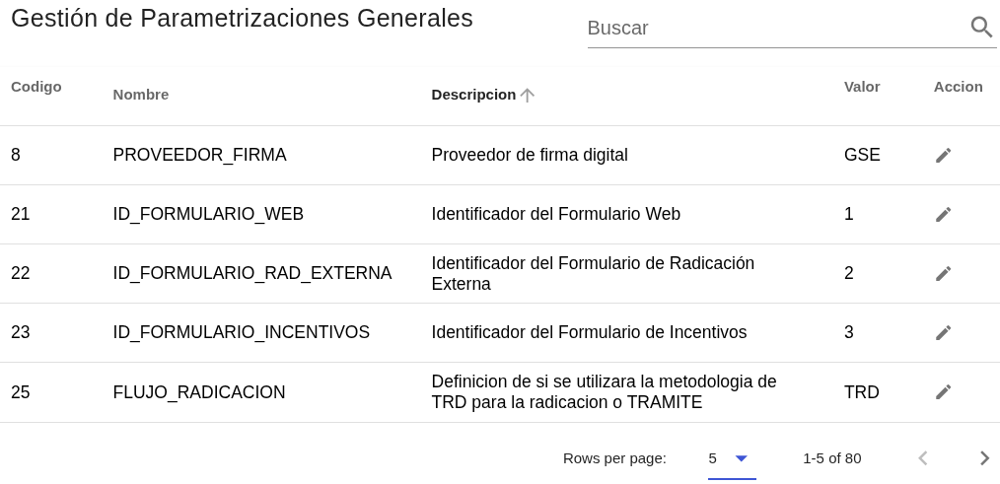 Gestión de Parametrizaciones Generales
Buscar
Codigo Nombre Descripcion Valor Accion
8 PROVEEDOR_FIRMA Proveedor de firma digital GSE
21 ID_FORMULARIO_WEB Identificador del Formulario Web 1
22 ID_FORMULARIO_RAD_EXTERNA Identificador del Formulario de Radicación
Externa 2
23 ID_FORMULARIO_INCENTIVOS Identificador del Formulario de Incentivos 3
25 FLUJO_RADICACION Definicion de si se utilizara la metodologia de
TRD para la radicacion o TRAMITE TRD
Rows per page: 5 1-5 of 80